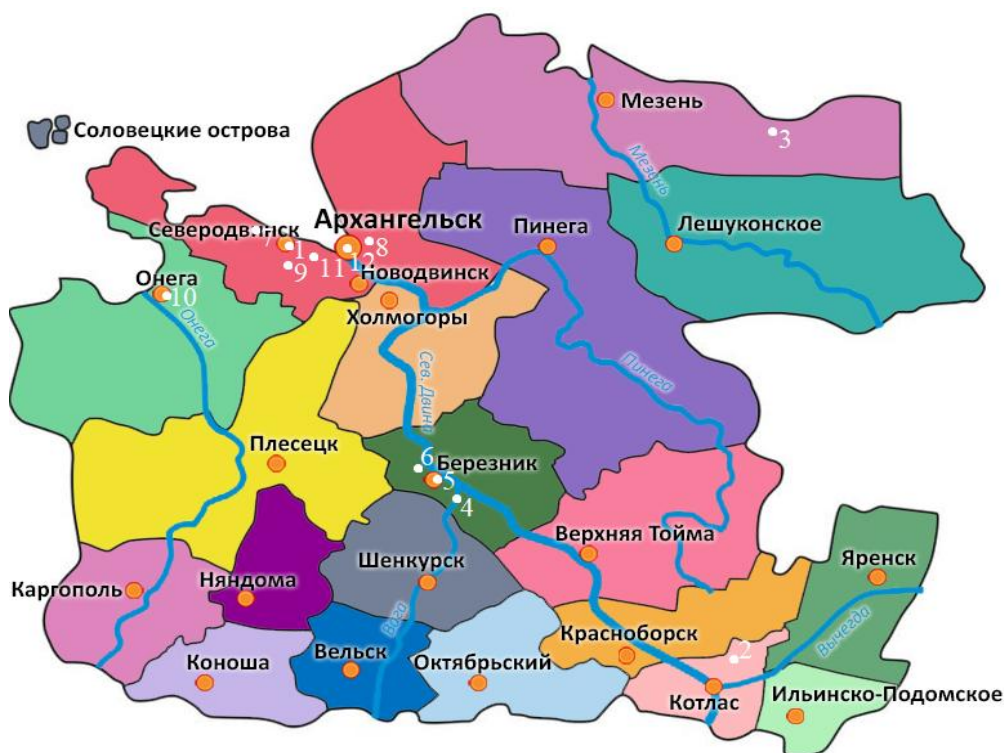 Мезень
3
Соловецкие острова
Мезень
Архангельск
Северодвинск
Пинега
Лешуконское
7
1
8
12
9
11
Новодвинск
Онега
10
Холмогоры
Онега
Сев. Двина
Пинега
Плесецк
6
Березник
5
4
Верхняя Тойма
Шенкурск
Яренск
Каргополь
Няндома
Вага
Красноборск
Вычегда
2
Коноша
Вельск
Октябрьский
Котлас
Ильинско-Подомское